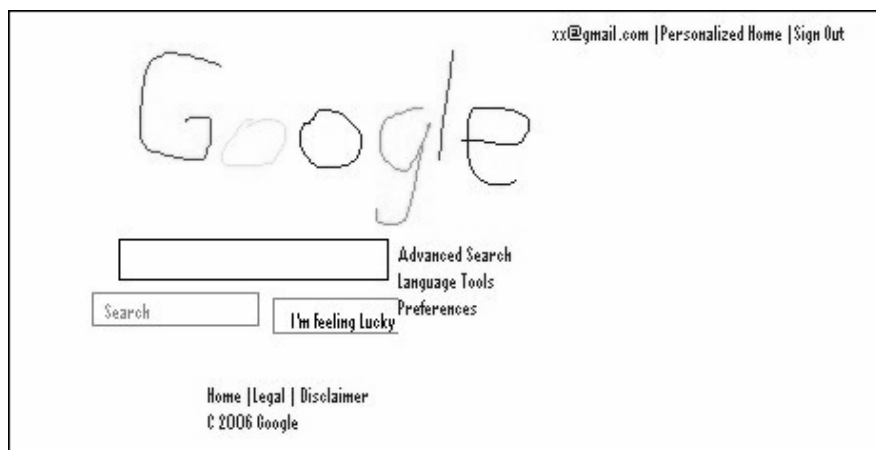 xx@gmail.com |Personalized Home |Sign Out
Google
Advanced Search
Language Tools
Search
I'm Feeling Lucky
Preferences
Home |Legal | Disclaimer
© 2006 Google